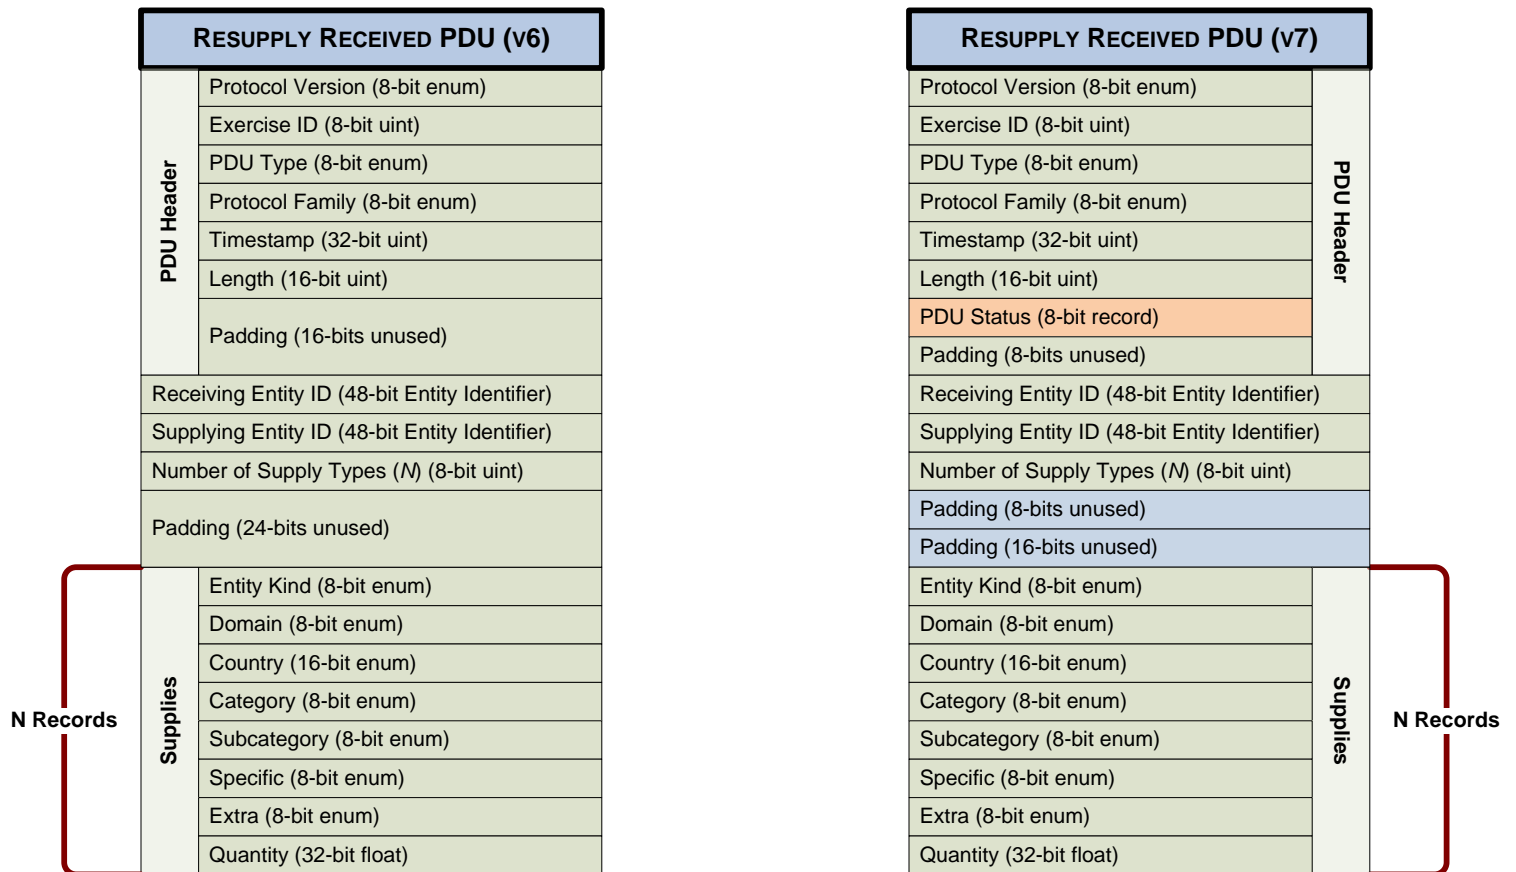 RESUPPLY RECEIVED PDU (V6)
PDU Header
Protocol Version (8-bit enum)
Exercise ID (8-bit uint)
PDU Type (8-bit enum)
Protocol Family (8-bit enum)
Timestamp (32-bit uint)
Length (16-bit uint)
Padding (16-bits unused)
Receiving Entity ID (48-bit Entity Identifier)
Supplying Entity ID (48-bit Entity Identifier)
Number of Supply Types (N) (8-bit uint)
Padding (24-bits unused)
N Records
Supplies
Entity Kind (8-bit enum)
Domain (8-bit enum)
Country (16-bit enum)
Category (8-bit enum)
Subcategory (8-bit enum)
Specific (8-bit enum)
Extra (8-bit enum)
Quantity (32-bit float)
RESUPPLY RECEIVED PDU (V7)
Protocol Version (8-bit enum)
Exercise ID (8-bit uint)
PDU Type (8-bit enum)
Protocol Family (8-bit enum)
Timestamp (32-bit uint)
Length (16-bit uint)
PDU Status (8-bit record)
Padding (8-bits unused)
PDU Header
Receiving Entity ID (48-bit Entity Identifier)
Supplying Entity ID (48-bit Entity Identifier)
Number of Supply Types (N) (8-bit uint)
Padding (8-bits unused)
Padding (16-bits unused)
Entity Kind (8-bit enum)
Domain (8-bit enum)
Country (16-bit enum)
Category (8-bit enum)
Subcategory (8-bit enum)
Specific (8-bit enum)
Extra (8-bit enum)
Quantity (32-bit float)
Supplies
N Records